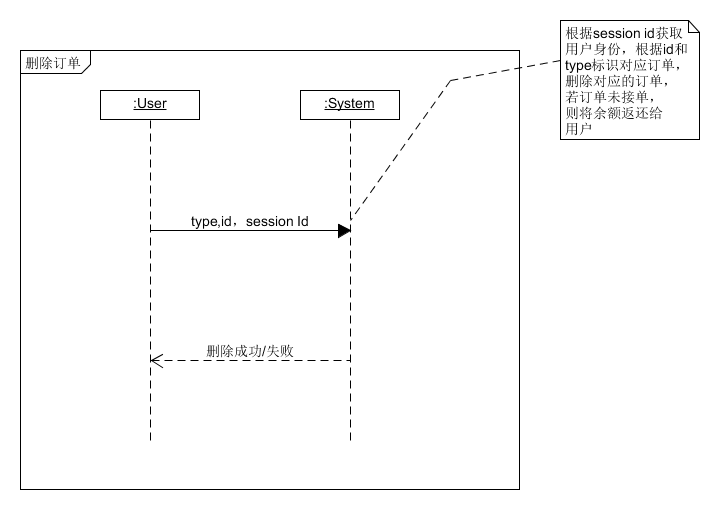 删除订单
:User
:System
根据session id获取
用户身份，根据id和
type标识对应订单，
删除对应的订单，
若订单未接单，
则将余额返还给
用户
type,id，session Id
删除成功/失败